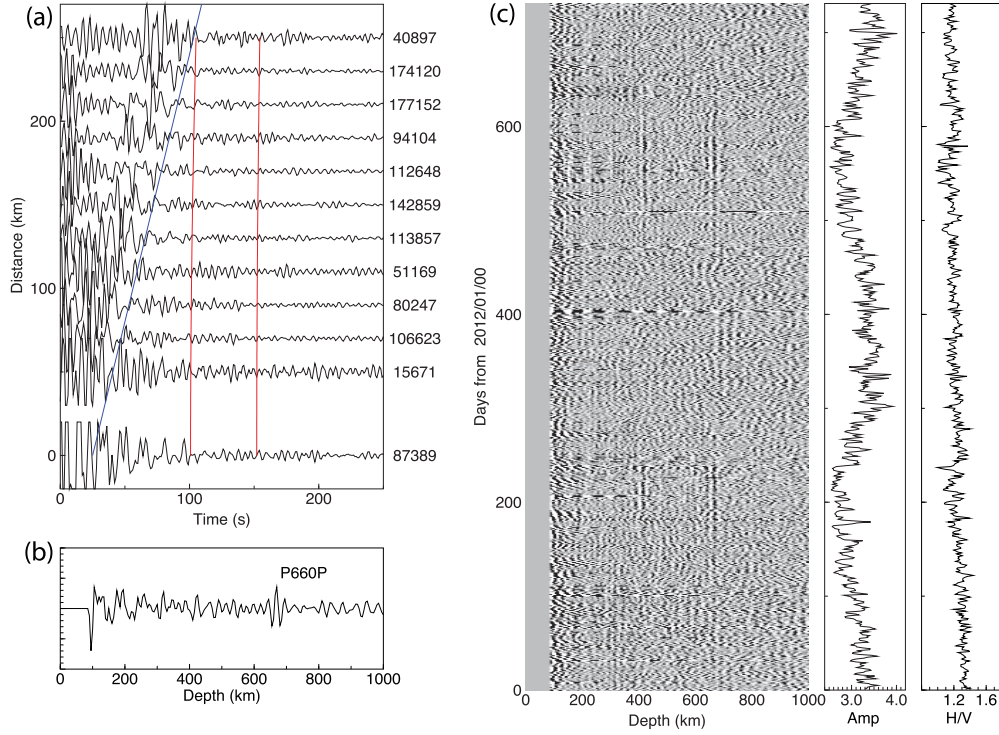 (a)
40897
174120
177152
94104
112648
142859
113857
51169
80247
106623
15671
87389
200
100
0
Distance (km)
0 100 200
Time (s)
(b)
P660P
0 200 400 600 800 1000
Depth (km)
(c)
600
400
200
0
Days from 2012/01/00
0 200 400 600 800 1000
Depth (km)
3.0 4.0
Amp
1.2 1.6
H/V